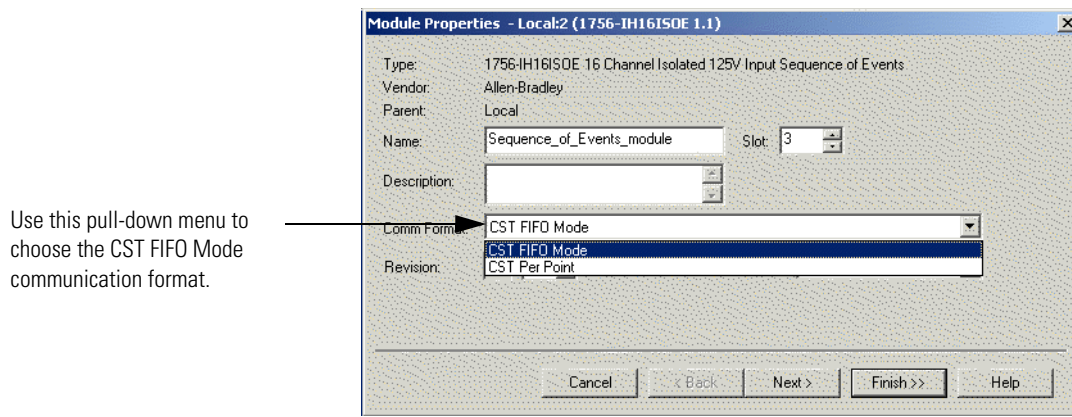 Module Properties - Local:2 (1756-IH16ISOE 1.1)
Type: 1756-IH16ISOE 16 Channel Isolated 125V Input Sequence of Events
Vendor: Allen-Bradley
Parent: Local
Name: Sequence_of_Events_module Slot: 3
Description:
Use this pull-down menu to
choose the CST FIFO Mode
communication format.
Comm Format: CST FIFO Mode
CST FIFO Mode
CST Per Point
Revision:
Cancel < Back Next > Finish >> Help